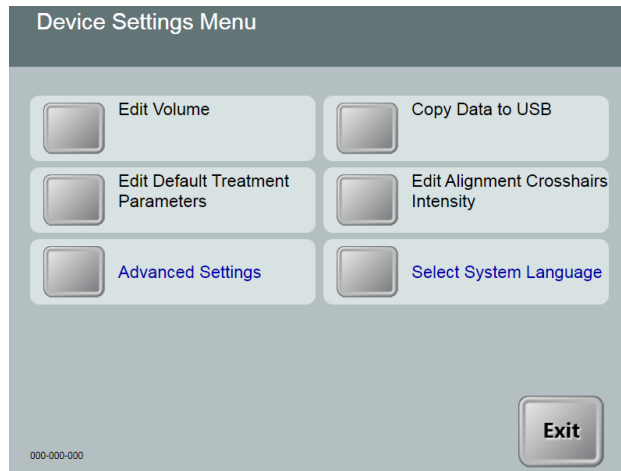 Device Settings Menu
Edit Volume
Copy Data to USB
Edit Default Treatment
Parameters
Edit Alignment Crosshairs
Intensity
Advanced Settings
Select System Language
Exit
000-000-000